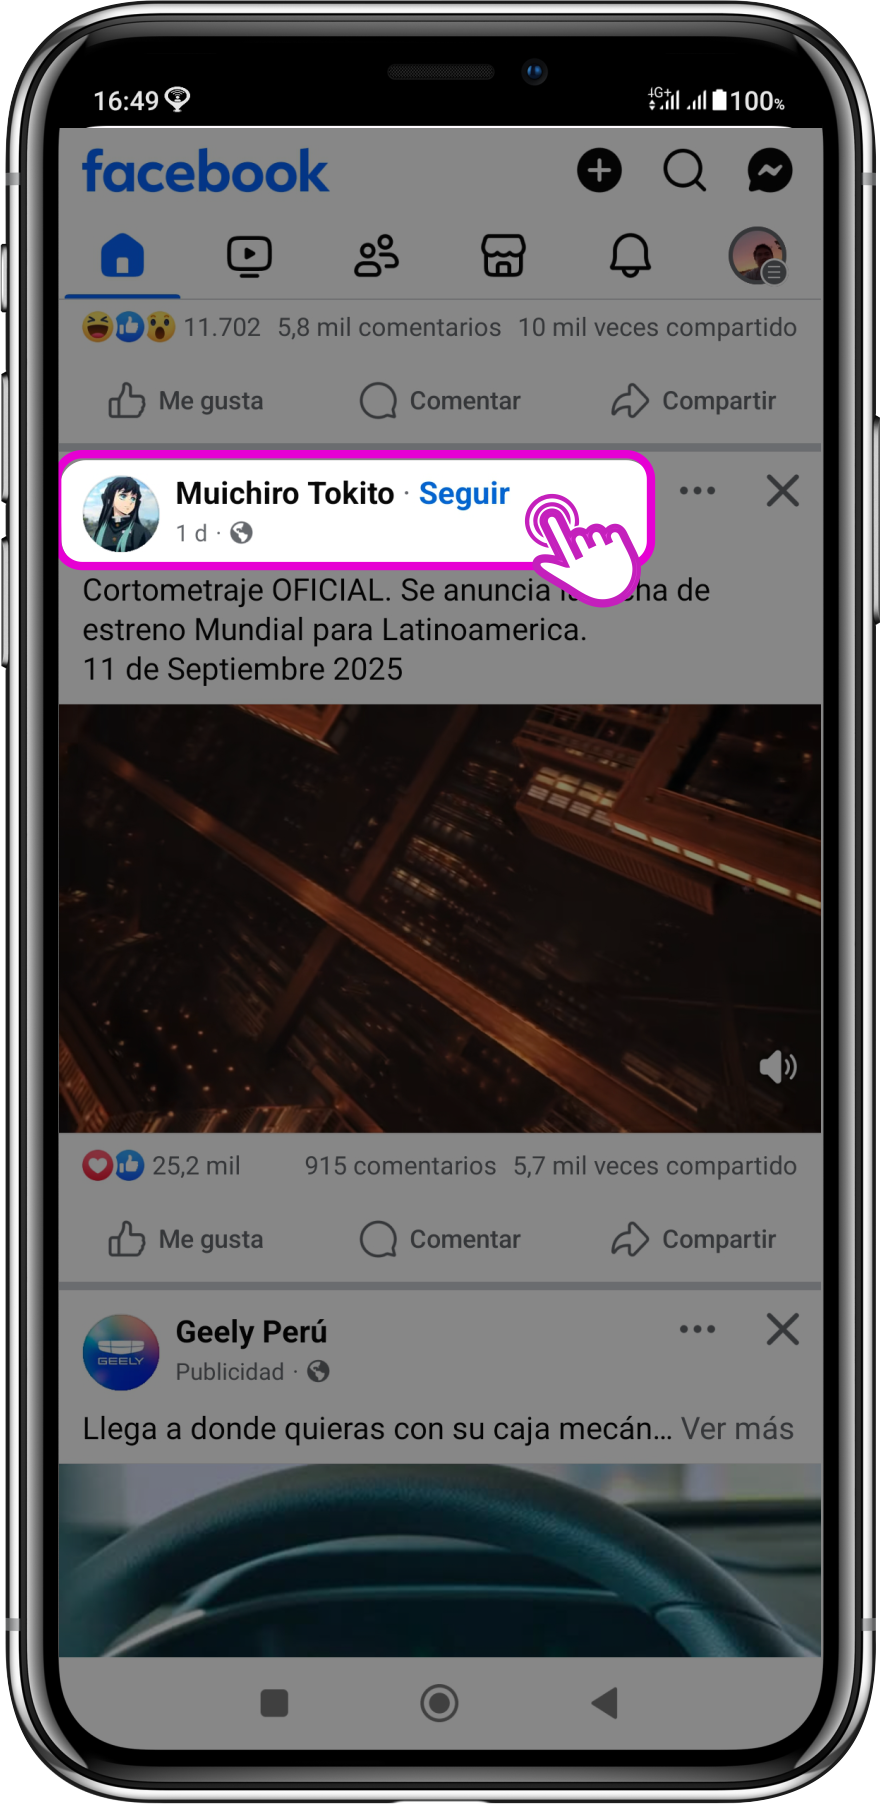 16:49 4G+ 100%
facebook
11.702 5,8 mil comentarios 10 mil veces compartido
Me gusta Comentar Compartir
Muichiro Tokito · Seguir
1 d ·
Cortometraje OFICIAL. Se anuncia de
estreno Mundial para Latinoamerica.
11 de Septiembre 2025
25,2 mil 915 comentarios 5,7 mil veces compartido
Me gusta Comentar Compartir
GEELY
Geely Perú
Publicidad ·
Llega a donde quieras con su caja mecán... Ver más